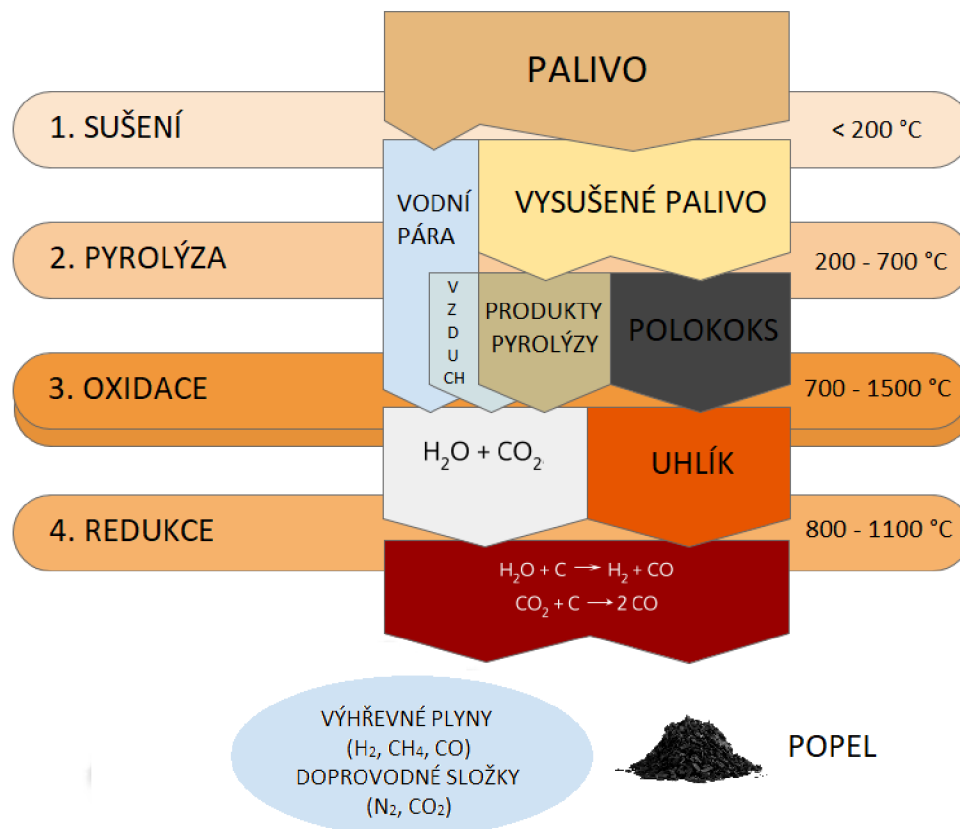 PALIVO
1. SUŠENÍ
< 200 °C
VODNÍ
PÁRA
VYSUŠENÉ PALIVO
2. PYROLÝZA
200 - 700 °C
V
Z
D
U
CH
PRODUKTY
PYROLÝZY
POLOKOKS
3. OXIDACE
700 - 1500 °C
H₂O + CO₂
UHLÍK
4. REDUKCE
800 - 1100 °C
H₂O + C → H₂ + CO
CO₂ + C → 2 CO
VÝHŘEVNÉ PLYNY
(H₂, CH₄, CO)
DOPROVODNÉ SLOŽKY
(N₂, CO₂)
POPEL